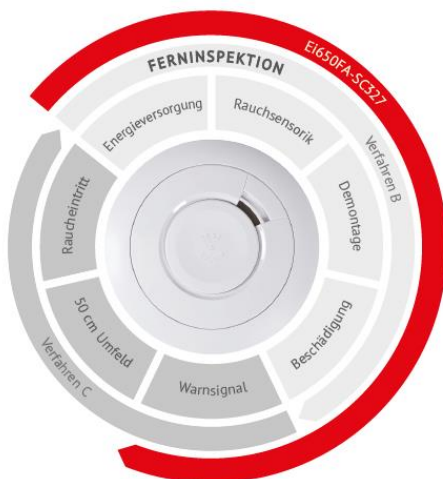 Ei650FA-SC327
FERNINSPEKTION
Energieversorgung
Rauchsensorik
Verfahren B
Demontage
Beschädigung
Warnsignal
50 cm Umfeld
Verfahren C
Raucheintritt